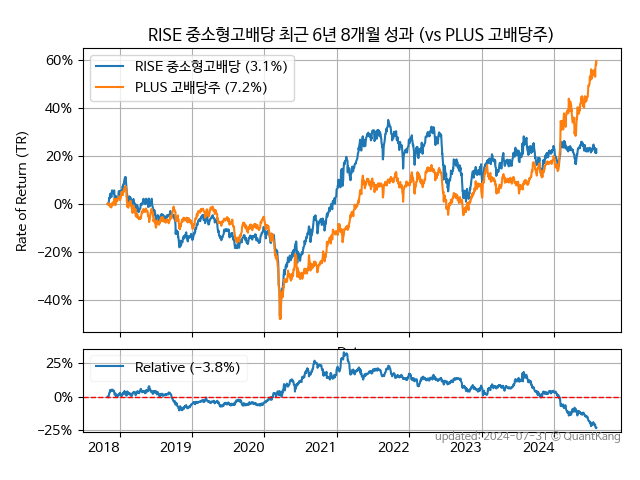 RISE 중소형고배당 최근 6년 8개월 성과 (vs PLUS 고배당주)
RISE 중소형고배당 (3.1%)
PLUS 고배당주 (7.2%)
Rate of Return (TR)
60%
40%
20%
0%
−20%
−40%
Relative (−3.8%)
25%
0%
−25%
2018 2019 2020 2021 2022 2023 2024
updated: 2024-07-31 © QuantKang